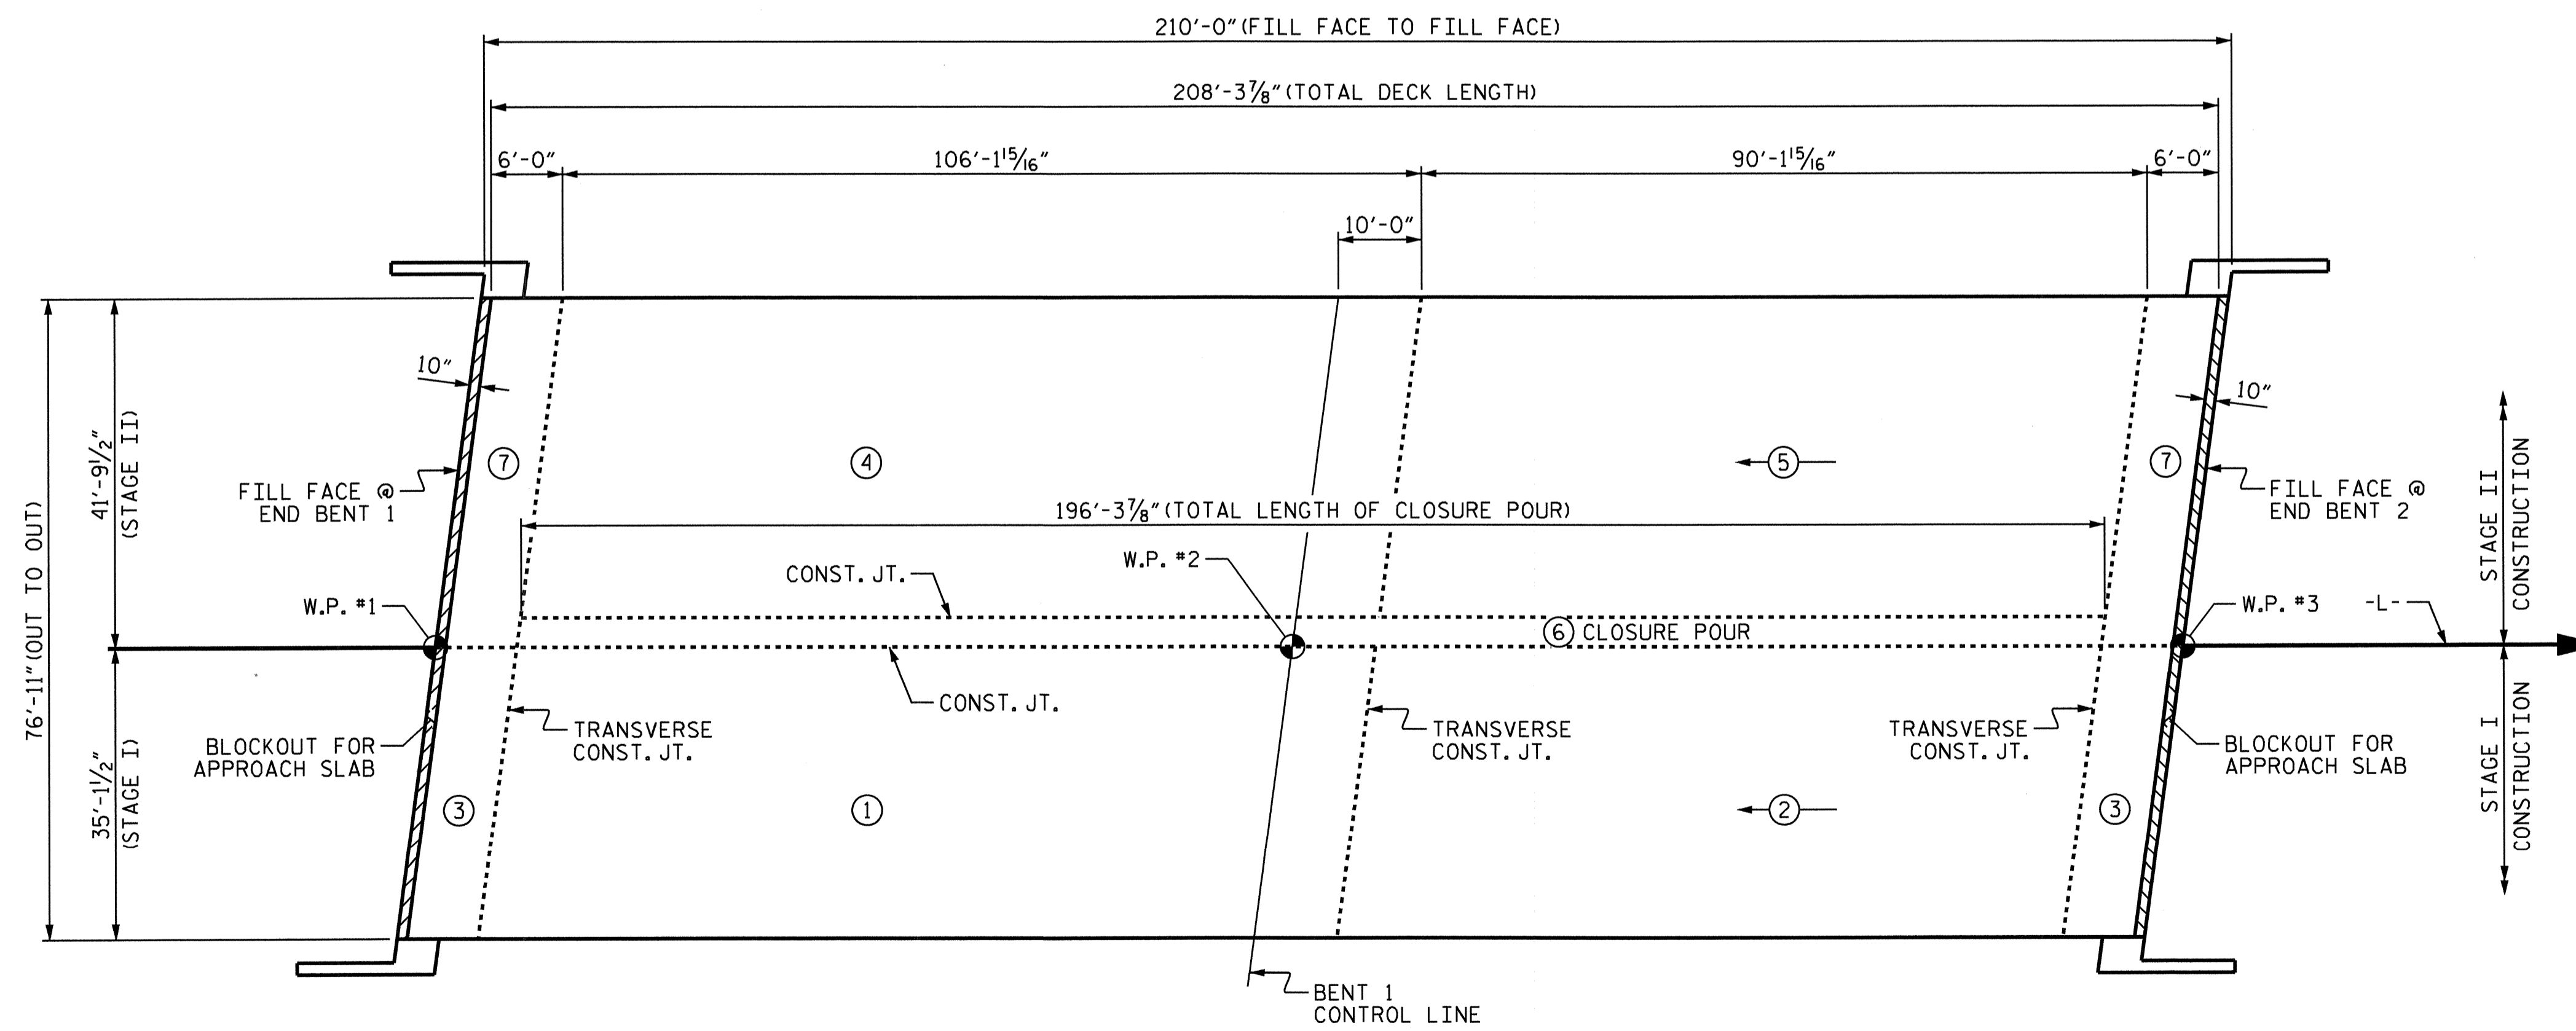 210'-0" (FILL FACE TO FILL FACE)
208'-3⅞" (TOTAL DECK LENGTH)
6'-0"
106'-1 15/16"
90'-1 15/16"
6'-0"
10'-0"
10"
10"
76'-11" (OUT TO OUT)
41'-9½"
(STAGE II)
35'-1½"
(STAGE I)
7
4
5
7
FILL FACE @
END BENT 1
FILL FACE @
END BENT 2
196'-3⅞" (TOTAL LENGTH OF CLOSURE POUR)
STAGE II
CONSTRUCTION
CONST. JT.
W.P. #2
W.P. #1
W.P. #3
-L-
6 CLOSURE POUR
CONST. JT.
TRANSVERSE
CONST. JT.
TRANSVERSE
CONST. JT.
TRANSVERSE
CONST. JT.
BLOCKOUT FOR
APPROACH SLAB
BLOCKOUT FOR
APPROACH SLAB
STAGE I
CONSTRUCTION
3
1
2
3
BENT 1
CONTROL LINE